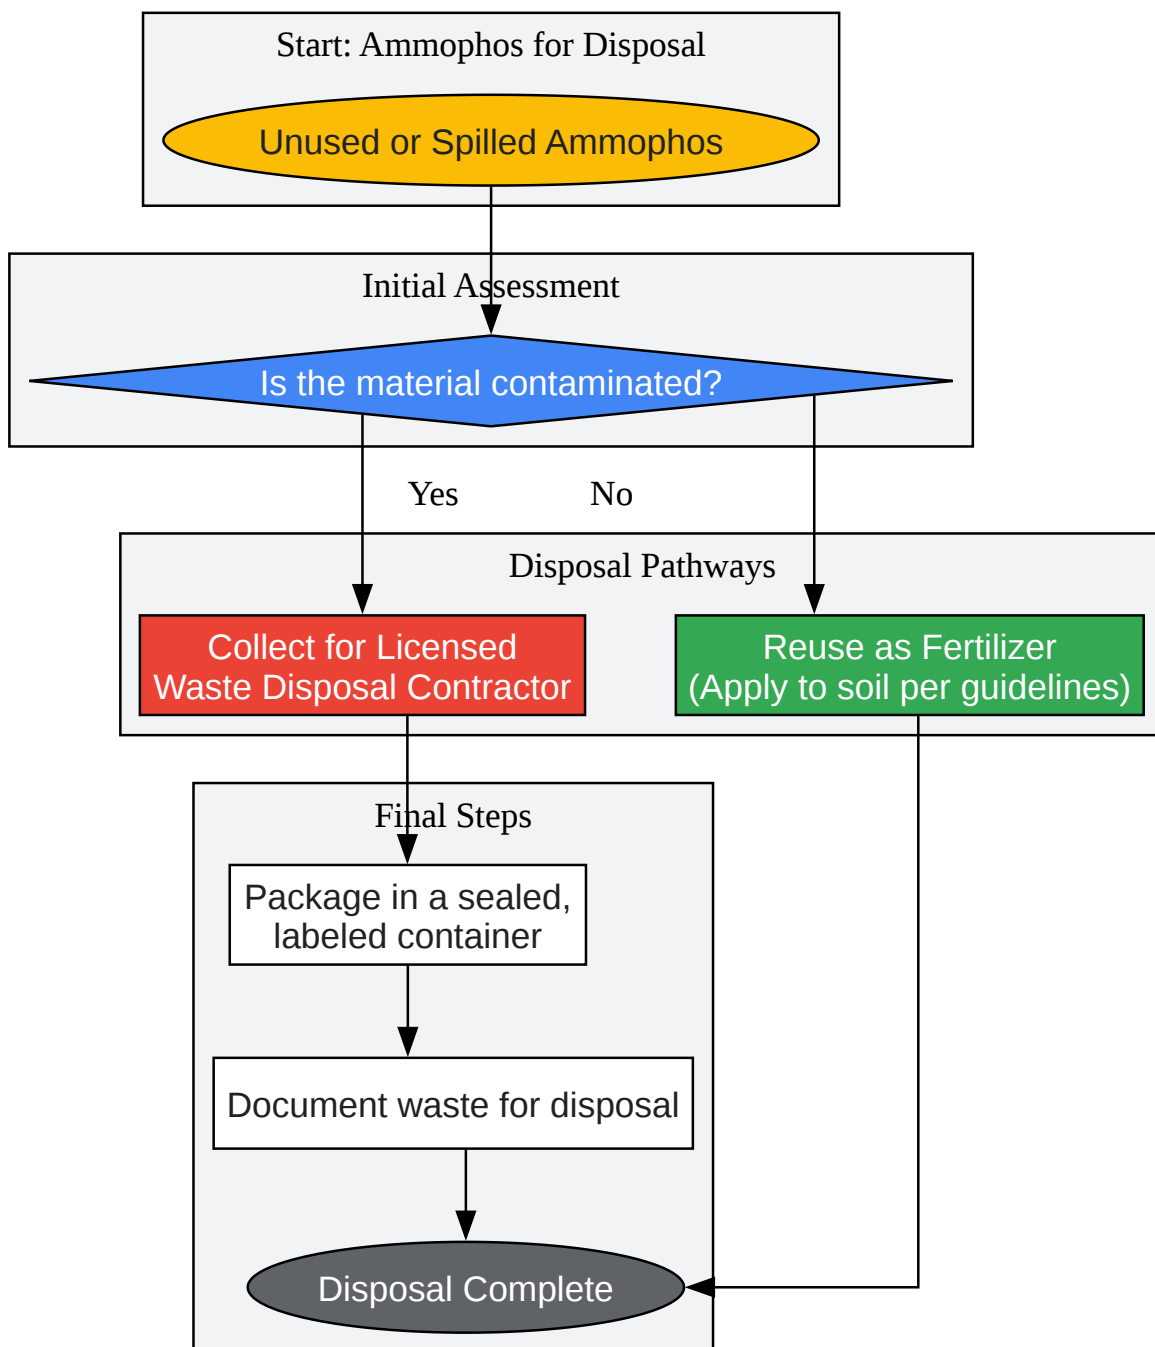 Start: Ammophos for Disposal
Unused or Spilled Ammophos
Initial Assessment
Is the material contaminated?
Yes
No
Disposal Pathways
Collect for Licensed
Waste Disposal Contractor
Reuse as Fertilizer
(Apply to soil per guidelines)
Final Steps
Package in a sealed,
labeled container
Document waste for disposal
Disposal Complete